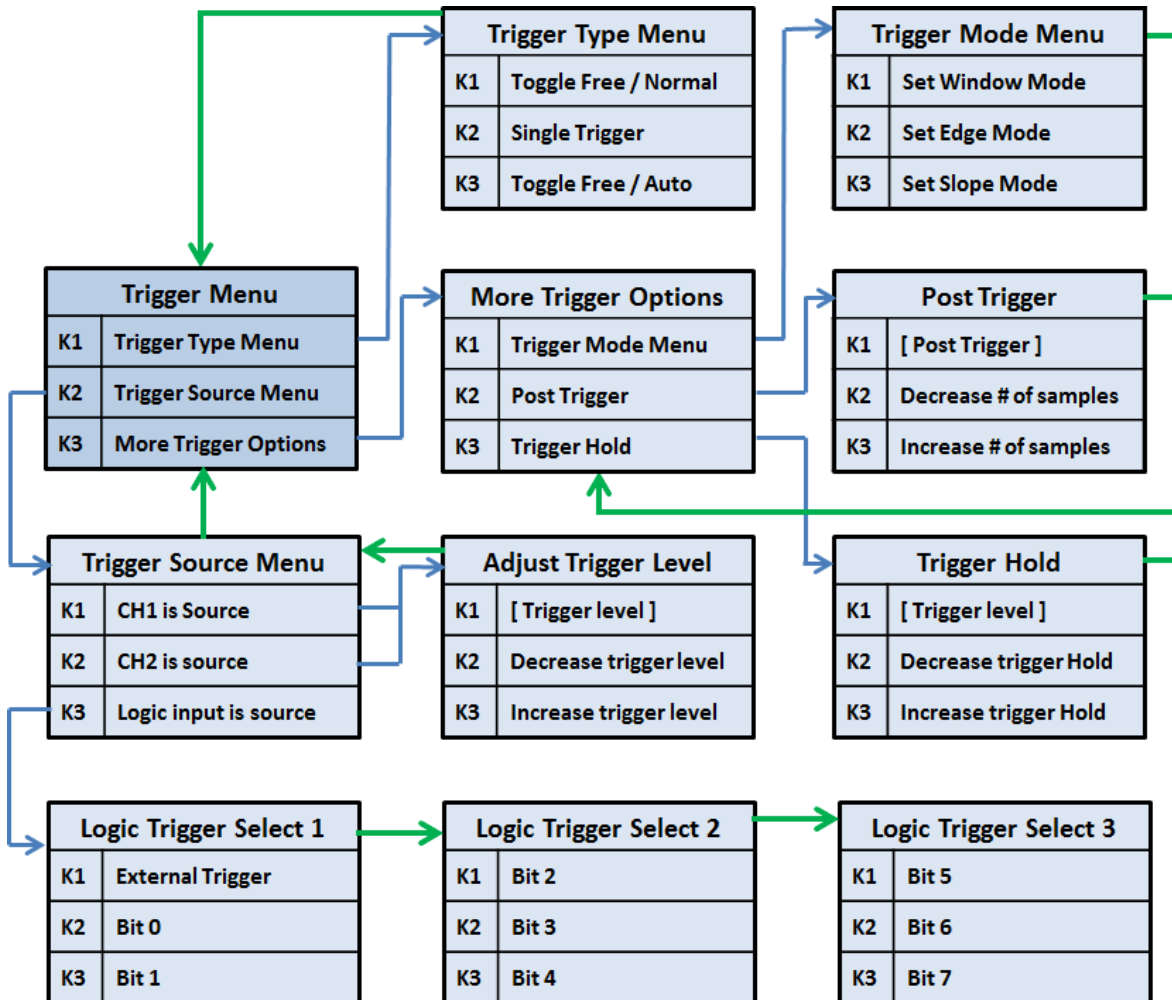 Trigger Type Menu
K1 Toggle Free / Normal
K2 Single Trigger
K3 Toggle Free / Auto
Trigger Mode Menu
K1 Set Window Mode
K2 Set Edge Mode
K3 Set Slope Mode
Trigger Menu
K1 Trigger Type Menu
K2 Trigger Source Menu
K3 More Trigger Options
More Trigger Options
K1 Trigger Mode Menu
K2 Post Trigger
K3 Trigger Hold
Post Trigger
K1 [ Post Trigger ]
K2 Decrease # of samples
K3 Increase # of samples
Trigger Source Menu
K1 CH1 is Source
K2 CH2 is source
K3 Logic input is source
Adjust Trigger Level
K1 [ Trigger level ]
K2 Decrease trigger level
K3 Increase trigger level
Trigger Hold
K1 [ Trigger level ]
K2 Decrease trigger Hold
K3 Increase trigger Hold
Logic Trigger Select 1
K1 External Trigger
K2 Bit 0
K3 Bit 1
Logic Trigger Select 2
K1 Bit 2
K2 Bit 3
K3 Bit 4
Logic Trigger Select 3
K1 Bit 5
K2 Bit 6
K3 Bit 7